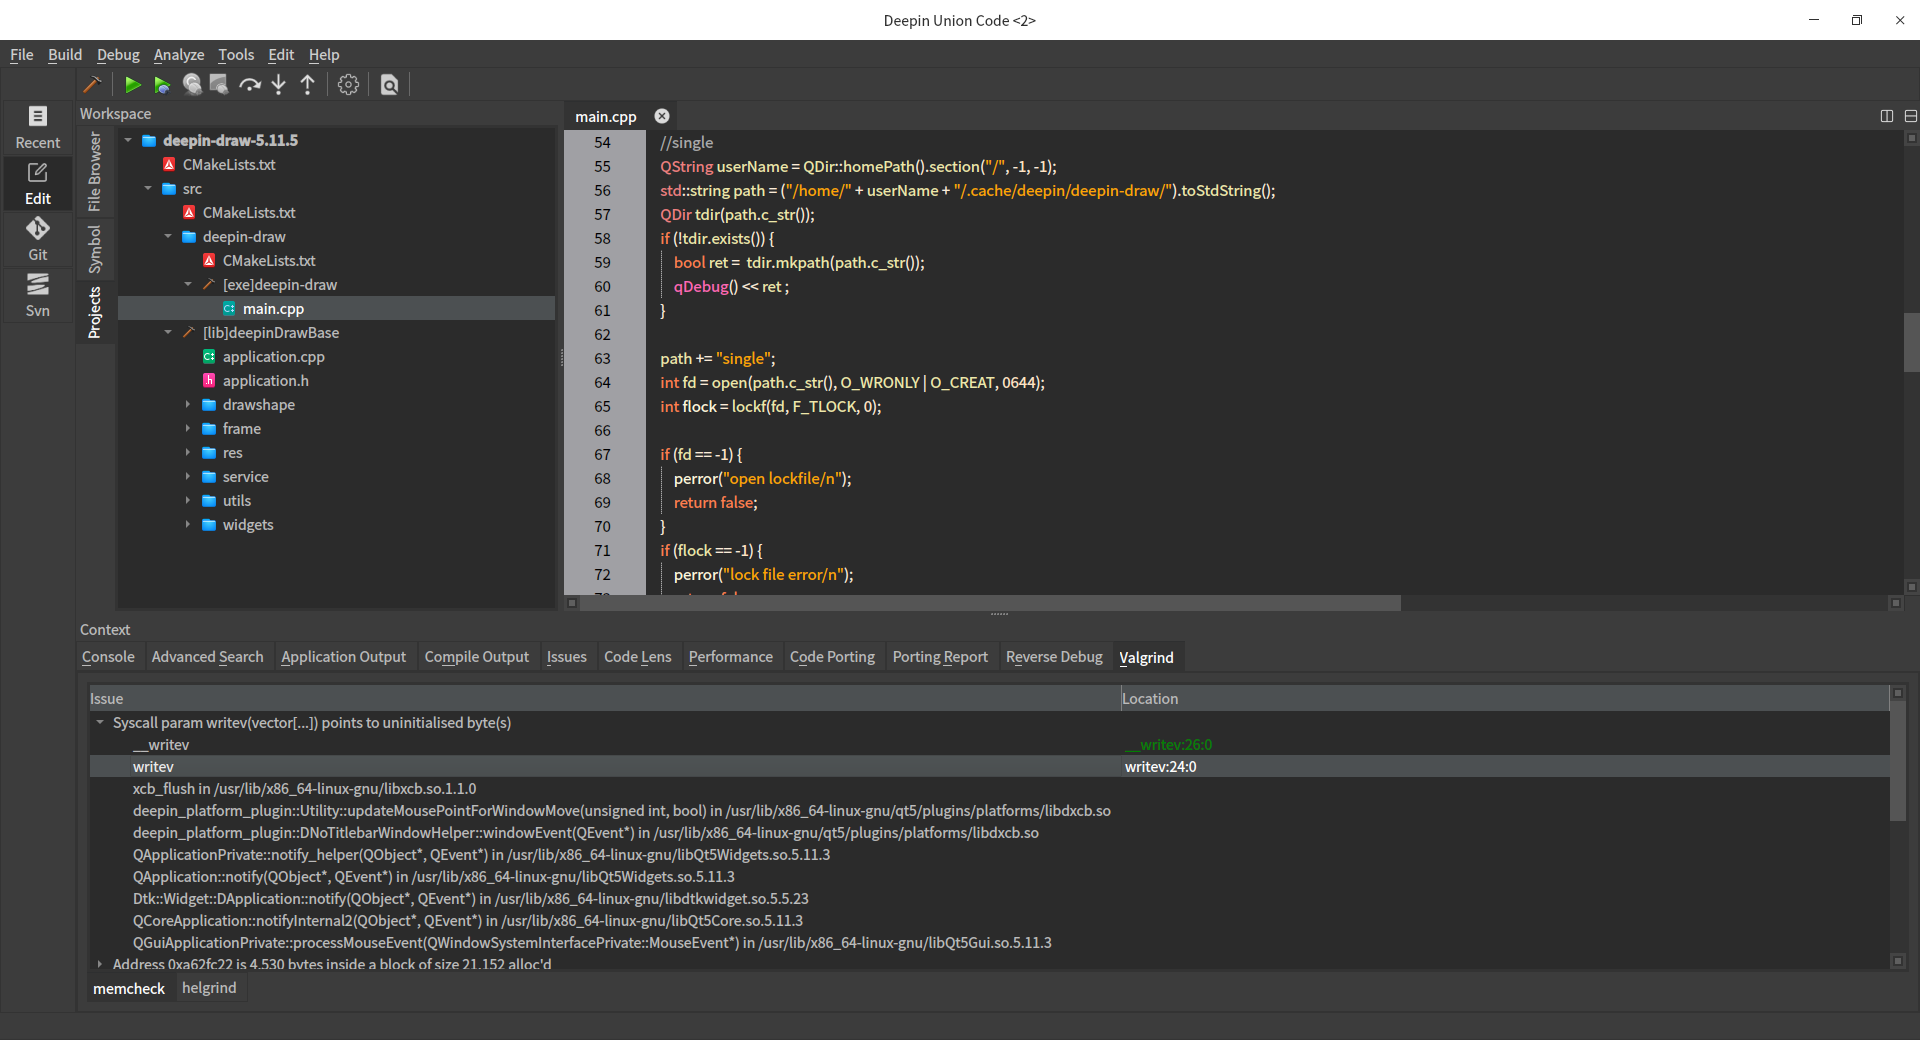 Deepin Union Code <2>
File Build Debug Analyze Tools Edit Help
Recent
Edit
Git
Svn
Workspace
File Browser
Symbol
Projects
deepin-draw-5.11.5
CMakeLists.txt
src
CMakeLists.txt
deepin-draw
CMakeLists.txt
[exe]deepin-draw
main.cpp
[lib]deepinDrawBase
application.cpp
application.h
drawshape
frame
res
service
utils
widgets
main.cpp
54 //single
55 QString userName = QDir::homePath().section("/", -1, -1);
56 std::string path = ("/home/" + userName + "/.cache/deepin/deepin-draw/").toStdString();
57 QDir tdir(path.c_str());
58 if (!tdir.exists()) {
59 bool ret =  tdir.mkpath(path.c_str());
60 qDebug() << ret ;
61 }
62
63 path += "single";
64 int fd = open(path.c_str(), O_WRONLY | O_CREAT, 0644);
65 int flock = lockf(fd, F_TLOCK, 0);
66
67 if (fd == -1) {
68 perror("open lockfile/n");
69 return false;
70 }
71 if (flock == -1) {
72 perror("lock file error/n");
Context
Console Advanced Search Application Output Compile Output Issues Code Lens Performance Code Porting Porting Report Reverse Debug Valgrind
Issue Location
Syscall param writev(vector[...]) points to uninitialised byte(s)
__writev __writev:26:0
writev writev:24:0
xcb_flush in /usr/lib/x86_64-linux-gnu/libxcb.so.1.1.0
deepin_platform_plugin::Utility::updateMousePointForWindowMove(unsigned int, bool) in /usr/lib/x86_64-linux-gnu/qt5/plugins/platforms/libdxcb.so
deepin_platform_plugin::DNoTitlebarWindowHelper::windowEvent(QEvent*) in /usr/lib/x86_64-linux-gnu/qt5/plugins/platforms/libdxcb.so
QApplicationPrivate::notify_helper(QObject*, QEvent*) in /usr/lib/x86_64-linux-gnu/libQt5Widgets.so.5.11.3
QApplication::notify(QObject*, QEvent*) in /usr/lib/x86_64-linux-gnu/libQt5Widgets.so.5.11.3
Dtk::Widget::DApplication::notify(QObject*, QEvent*) in /usr/lib/x86_64-linux-gnu/libdtkwidget.so.5.5.23
QCoreApplication::notifyInternal2(QObject*, QEvent*) in /usr/lib/x86_64-linux-gnu/libQt5Core.so.5.11.3
QGuiApplicationPrivate::processMouseEvent(QWindowSystemInterfacePrivate::MouseEvent*) in /usr/lib/x86_64-linux-gnu/libQt5Gui.so.5.11.3
Address 0xa62fc22 is 4,530 bytes inside a block of size 21,152 alloc'd
memcheck helgrind